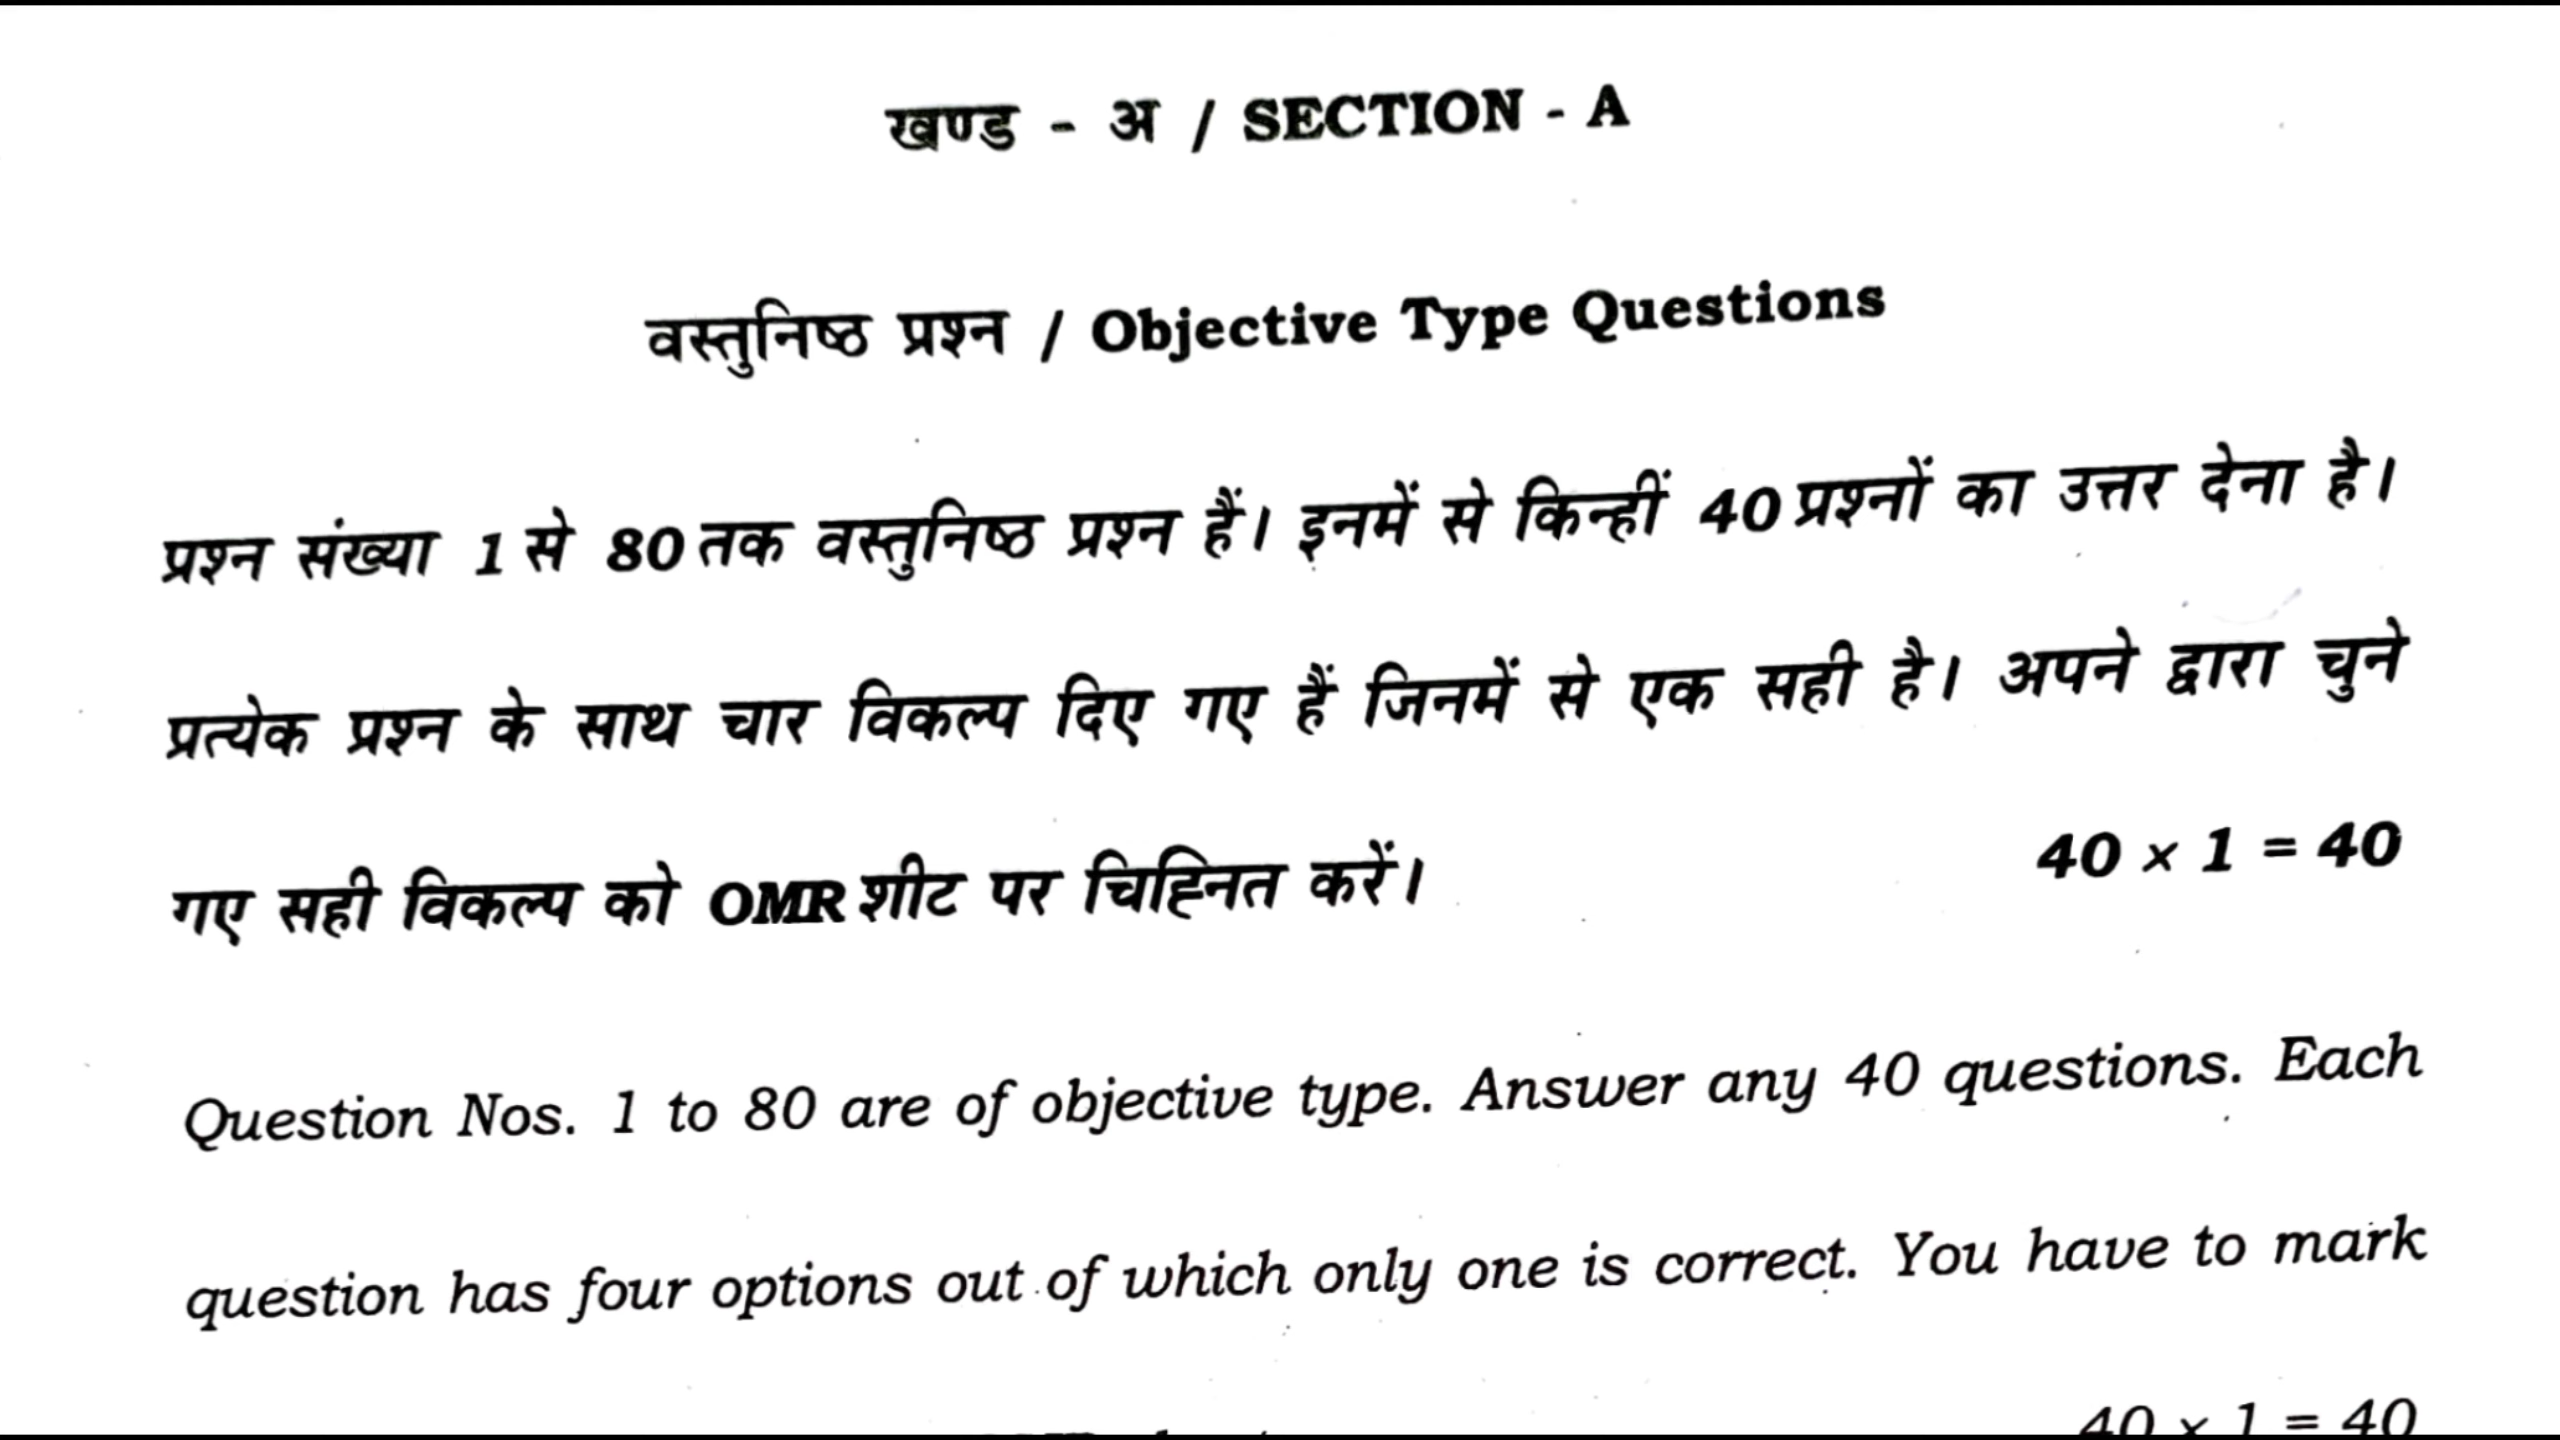 खण्ड - अ / SECTION - A
वस्तुनिष्ठ प्रश्न / Objective Type Questions
प्रश्न संख्या 1 से 80 तक वस्तुनिष्ठ प्रश्न हैं। इनमें से किन्हीं 40 प्रश्नों का उत्तर देना है।
प्रत्येक प्रश्न के साथ चार विकल्प दिए गए हैं जिनमें से एक सही है। अपने द्वारा चुने
गए सही विकल्प को OMR शीट पर चिह्नित करें। 40 × 1 = 40
Question Nos. 1 to 80 are of objective type. Answer any 40 questions. Each
question has four options out of which only one is correct. You have to mark
40 × 1 = 40